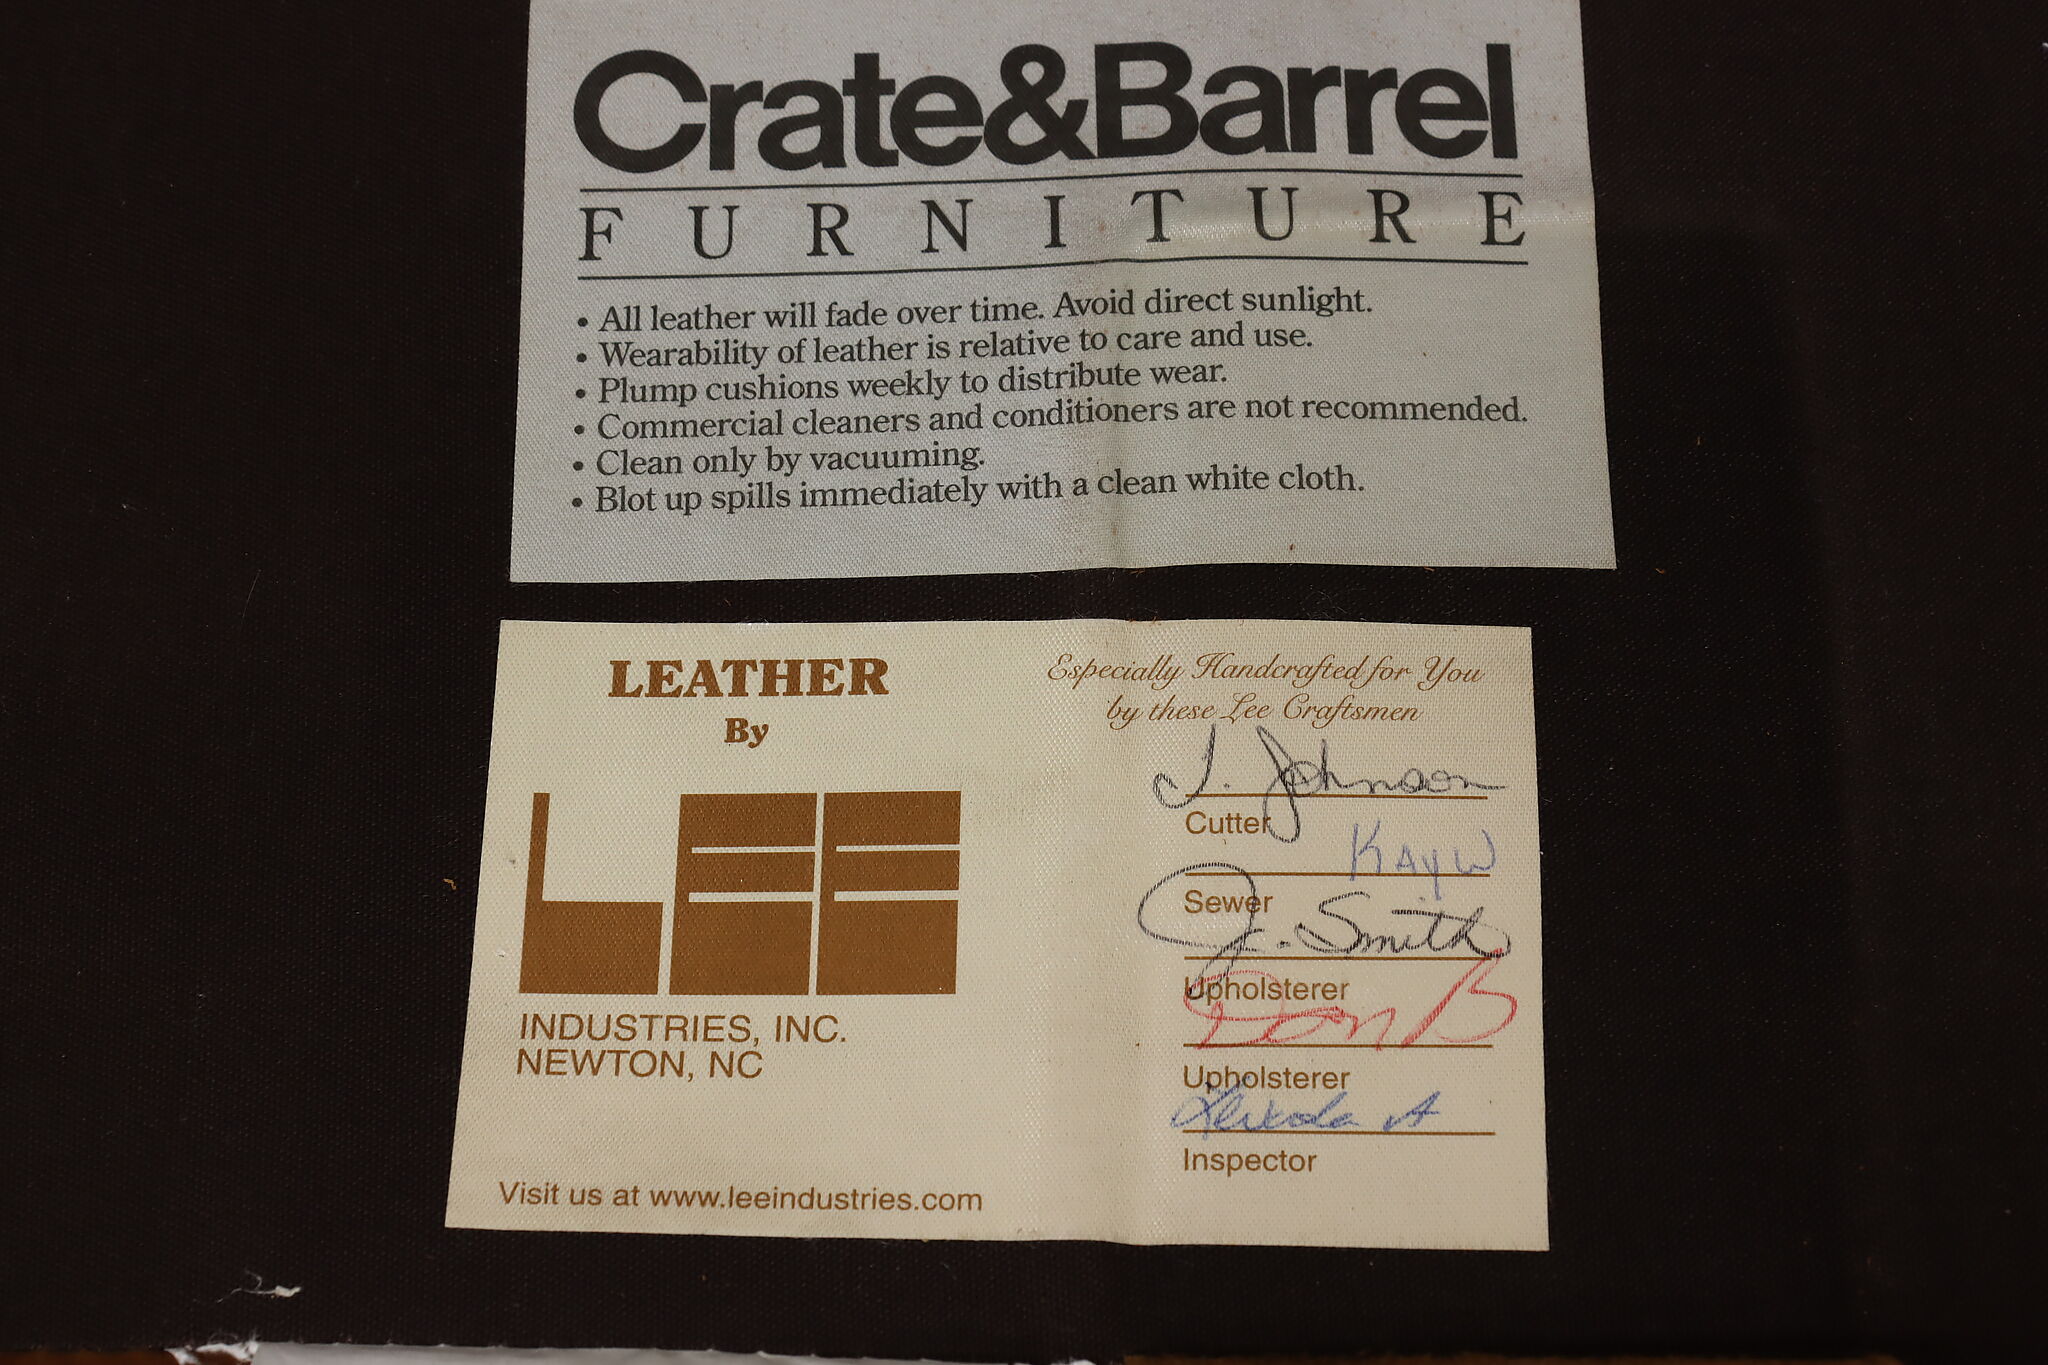 Crate&Barrel
FURNITURE
• All leather will fade over time. Avoid direct sunlight.
• Wearability of leather is relative to care and use.
• Plump cushions weekly to distribute wear.
• Commercial cleaners and conditioners are not recommended.
• Clean only by vacuuming.
• Blot up spills immediately with a clean white cloth.
LEATHER
By
LEE
INDUSTRIES, INC.
NEWTON, NC
Visit us at www.leeindustries.com
Especially Handcrafted for You
by these Lee Craftsmen
J. Johnson
Cutter
Kay W
Sewer
J. Smith
Upholsterer
Don B
Upholsterer
A
Inspector